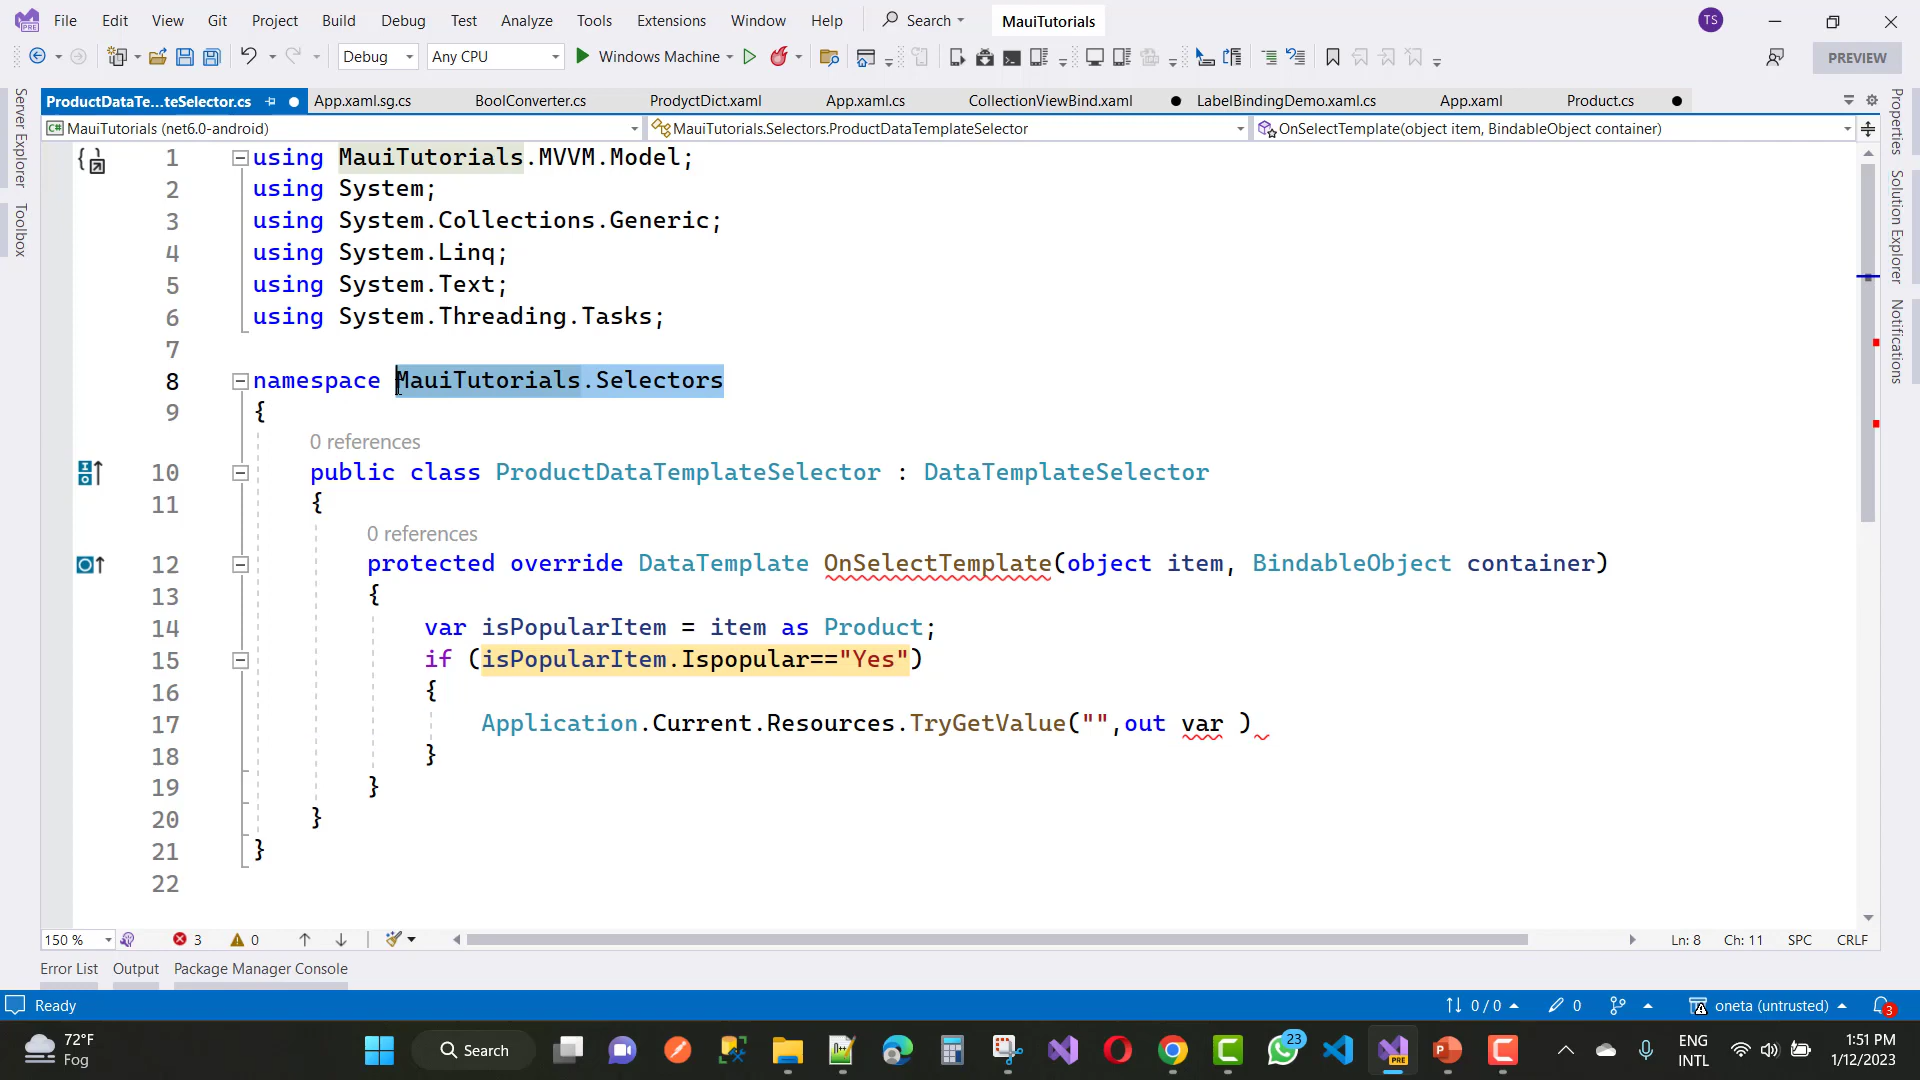 File Edit View Git Project Build Debug Test Analyze Tools Extensions Window Help Search MauiTutorials TS
Debug Any CPU Windows Machine PREVIEW
ProductDataTe...teSelector.cs App.xaml.sg.cs BoolConverter.cs ProdyctDict.xaml App.xaml.cs CollectionViewBind.xaml LabelBindingDemo.xaml.cs App.xaml Product.cs
MauiTutorials (net6.0-android) MauiTutorials.Selectors.ProductDataTemplateSelector OnSelectTemplate(object item, BindableObject container)
Server Explorer
Toolbox
Properties
Solution Explorer
Notifications
1 using MauiTutorials.MVVM.Model;
2 using System;
3 using System.Collections.Generic;
4 using System.Linq;
5 using System.Text;
6 using System.Threading.Tasks;
7
8 namespace MauiTutorials.Selectors
9 {
0 references
10 public class ProductDataTemplateSelector : DataTemplateSelector
11 {
0 references
12 protected override DataTemplate OnSelectTemplate(object item, BindableObject container)
13 {
14 var isPopularItem = item as Product;
15 if (isPopularItem.Ispopular=="Yes")
16 {
17 Application.Current.Resources.TryGetValue("",out var )
18 }
19 }
20 }
21 }
22
150 % 3 0 Ln: 8 Ch: 11 SPC CRLF
Error List Output Package Manager Console
Ready 0 / 0 0 oneta (untrusted) 3
72°F
Fog
Search
23
ENG
INTL
1:51 PM
1/12/2023